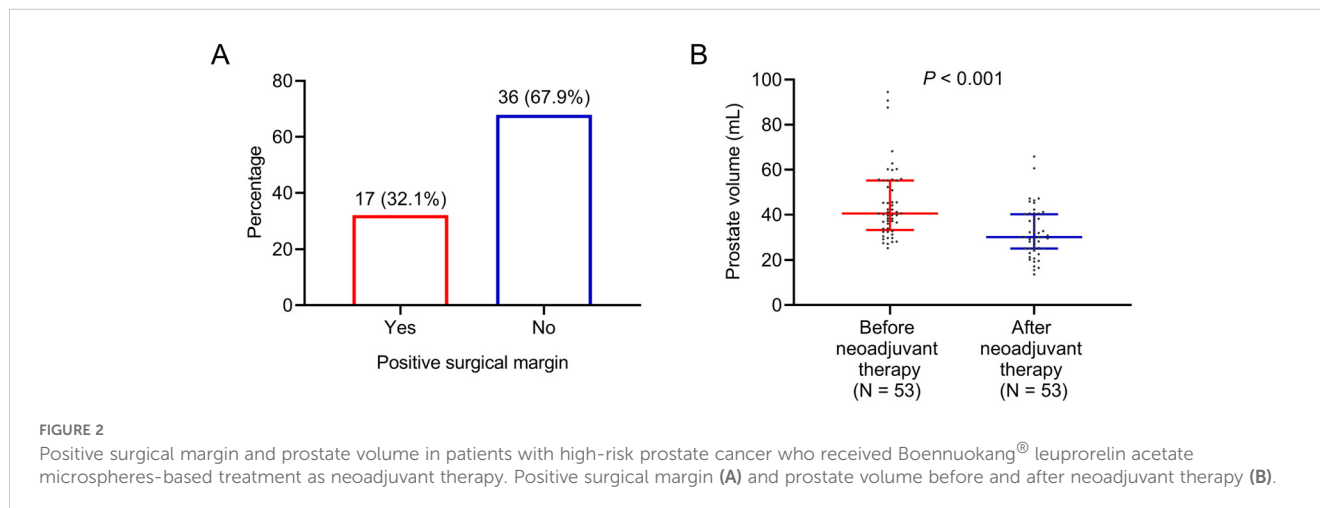 A
80
60
40
20
0
Percentage
17 (32.1%)
36 (67.9%)
Yes
No
Positive surgical margin
B
100
80
60
40
20
0
Prostate volume (mL)
P < 0.001
Before
neoadjuvant
therapy
(N = 53)
After
neoadjuvant
therapy
(N = 53)
FIGURE 2
Positive surgical margin and prostate volume in patients with high-risk prostate cancer who received Boennuokang® leuprorelin acetate
microspheres-based treatment as neoadjuvant therapy. Positive surgical margin (A) and prostate volume before and after neoadjuvant therapy (B).